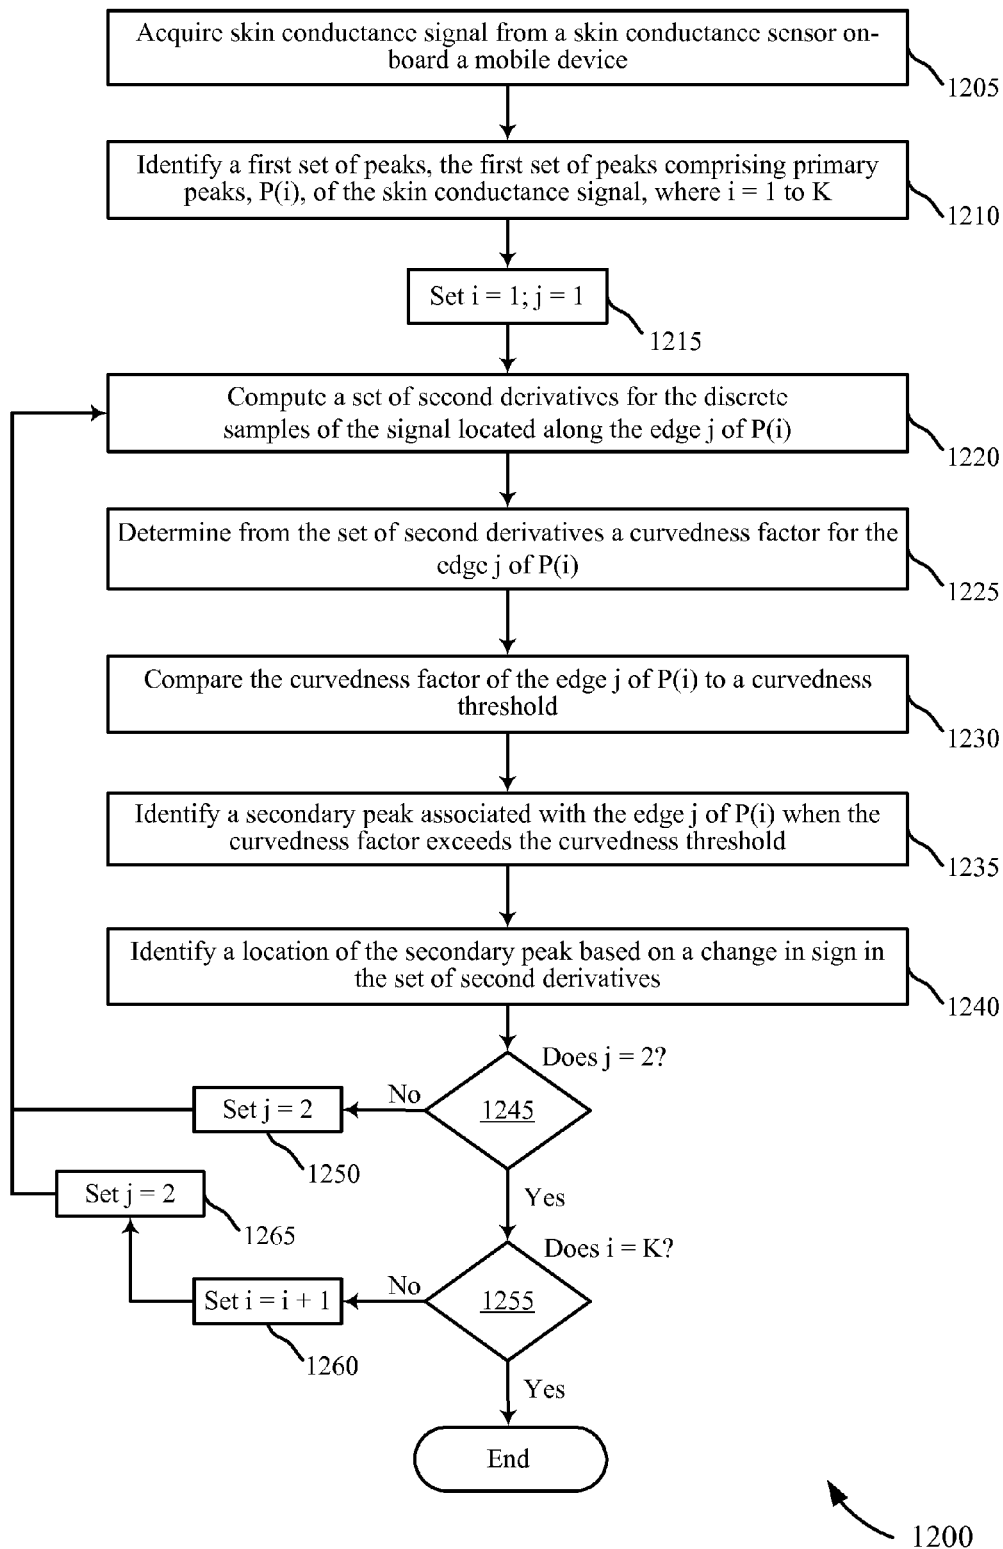 Acquire skin conductance signal from a skin conductance sensor on-
board a mobile device
1205
Identify a first set of peaks, the first set of peaks comprising primary
peaks, P(i), of the skin conductance signal, where i = 1 to K
1210
Set i = 1; j = 1
1215
Compute a set of second derivatives for the discrete
samples of the signal located along the edge j of P(i)
1220
Determine from the set of second derivatives a curvedness factor for the
edge j of P(i)
1225
Compare the curvedness factor of the edge j of P(i) to a curvedness
threshold
1230
Identify a secondary peak associated with the edge j of P(i) when the
curvedness factor exceeds the curvedness threshold
1235
Identify a location of the secondary peak based on a change in sign in
the set of second derivatives
1240
Does j = 2?
No
1245
Set j = 2
1250
Yes
Set j = 2
1265
Does i = K?
No
1255
Set i = i + 1
1260
Yes
End
1200